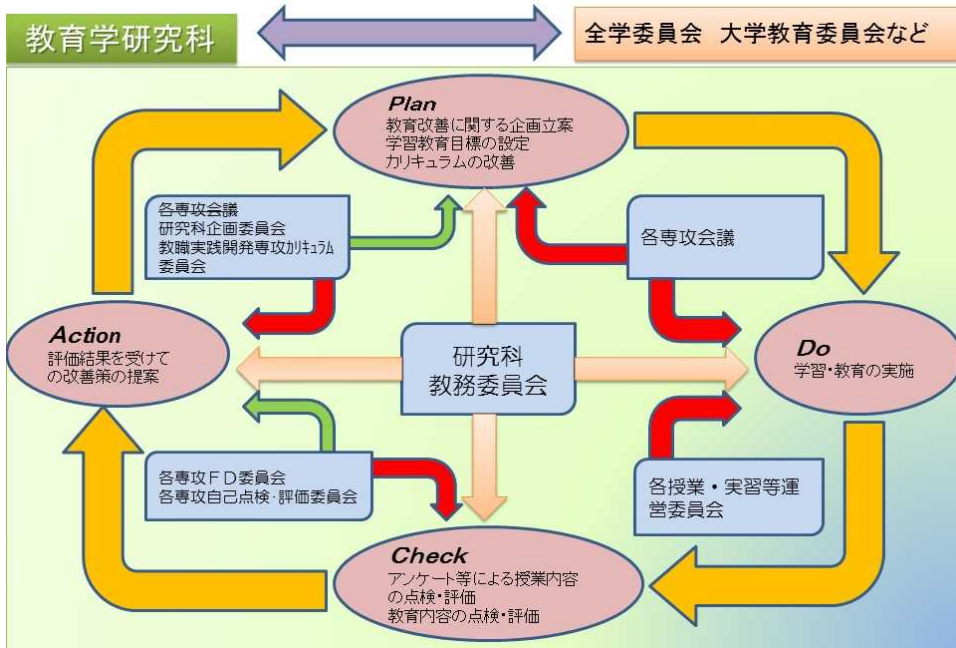 教育学研究科
全学委員会 大学教育委員会など
Plan
教育改善に関する企画立案
学習教育目標の設定
カリキュラムの改善
各専攻会議
研究科企画委員会
教職実践開発専攻ｶﾘｷｭﾗﾑ
委員会
各専攻会議
Action
評価結果を受けて
の改善策の提案
研究科
教務委員会
Do
学習・教育の実施
各専攻ＦＤ委員会
各専攻自己点検・評価委員会
各授業・実習等運
営委員会
Check
アンケート等による授業内容
の点検・評価
教育内容の点検・評価